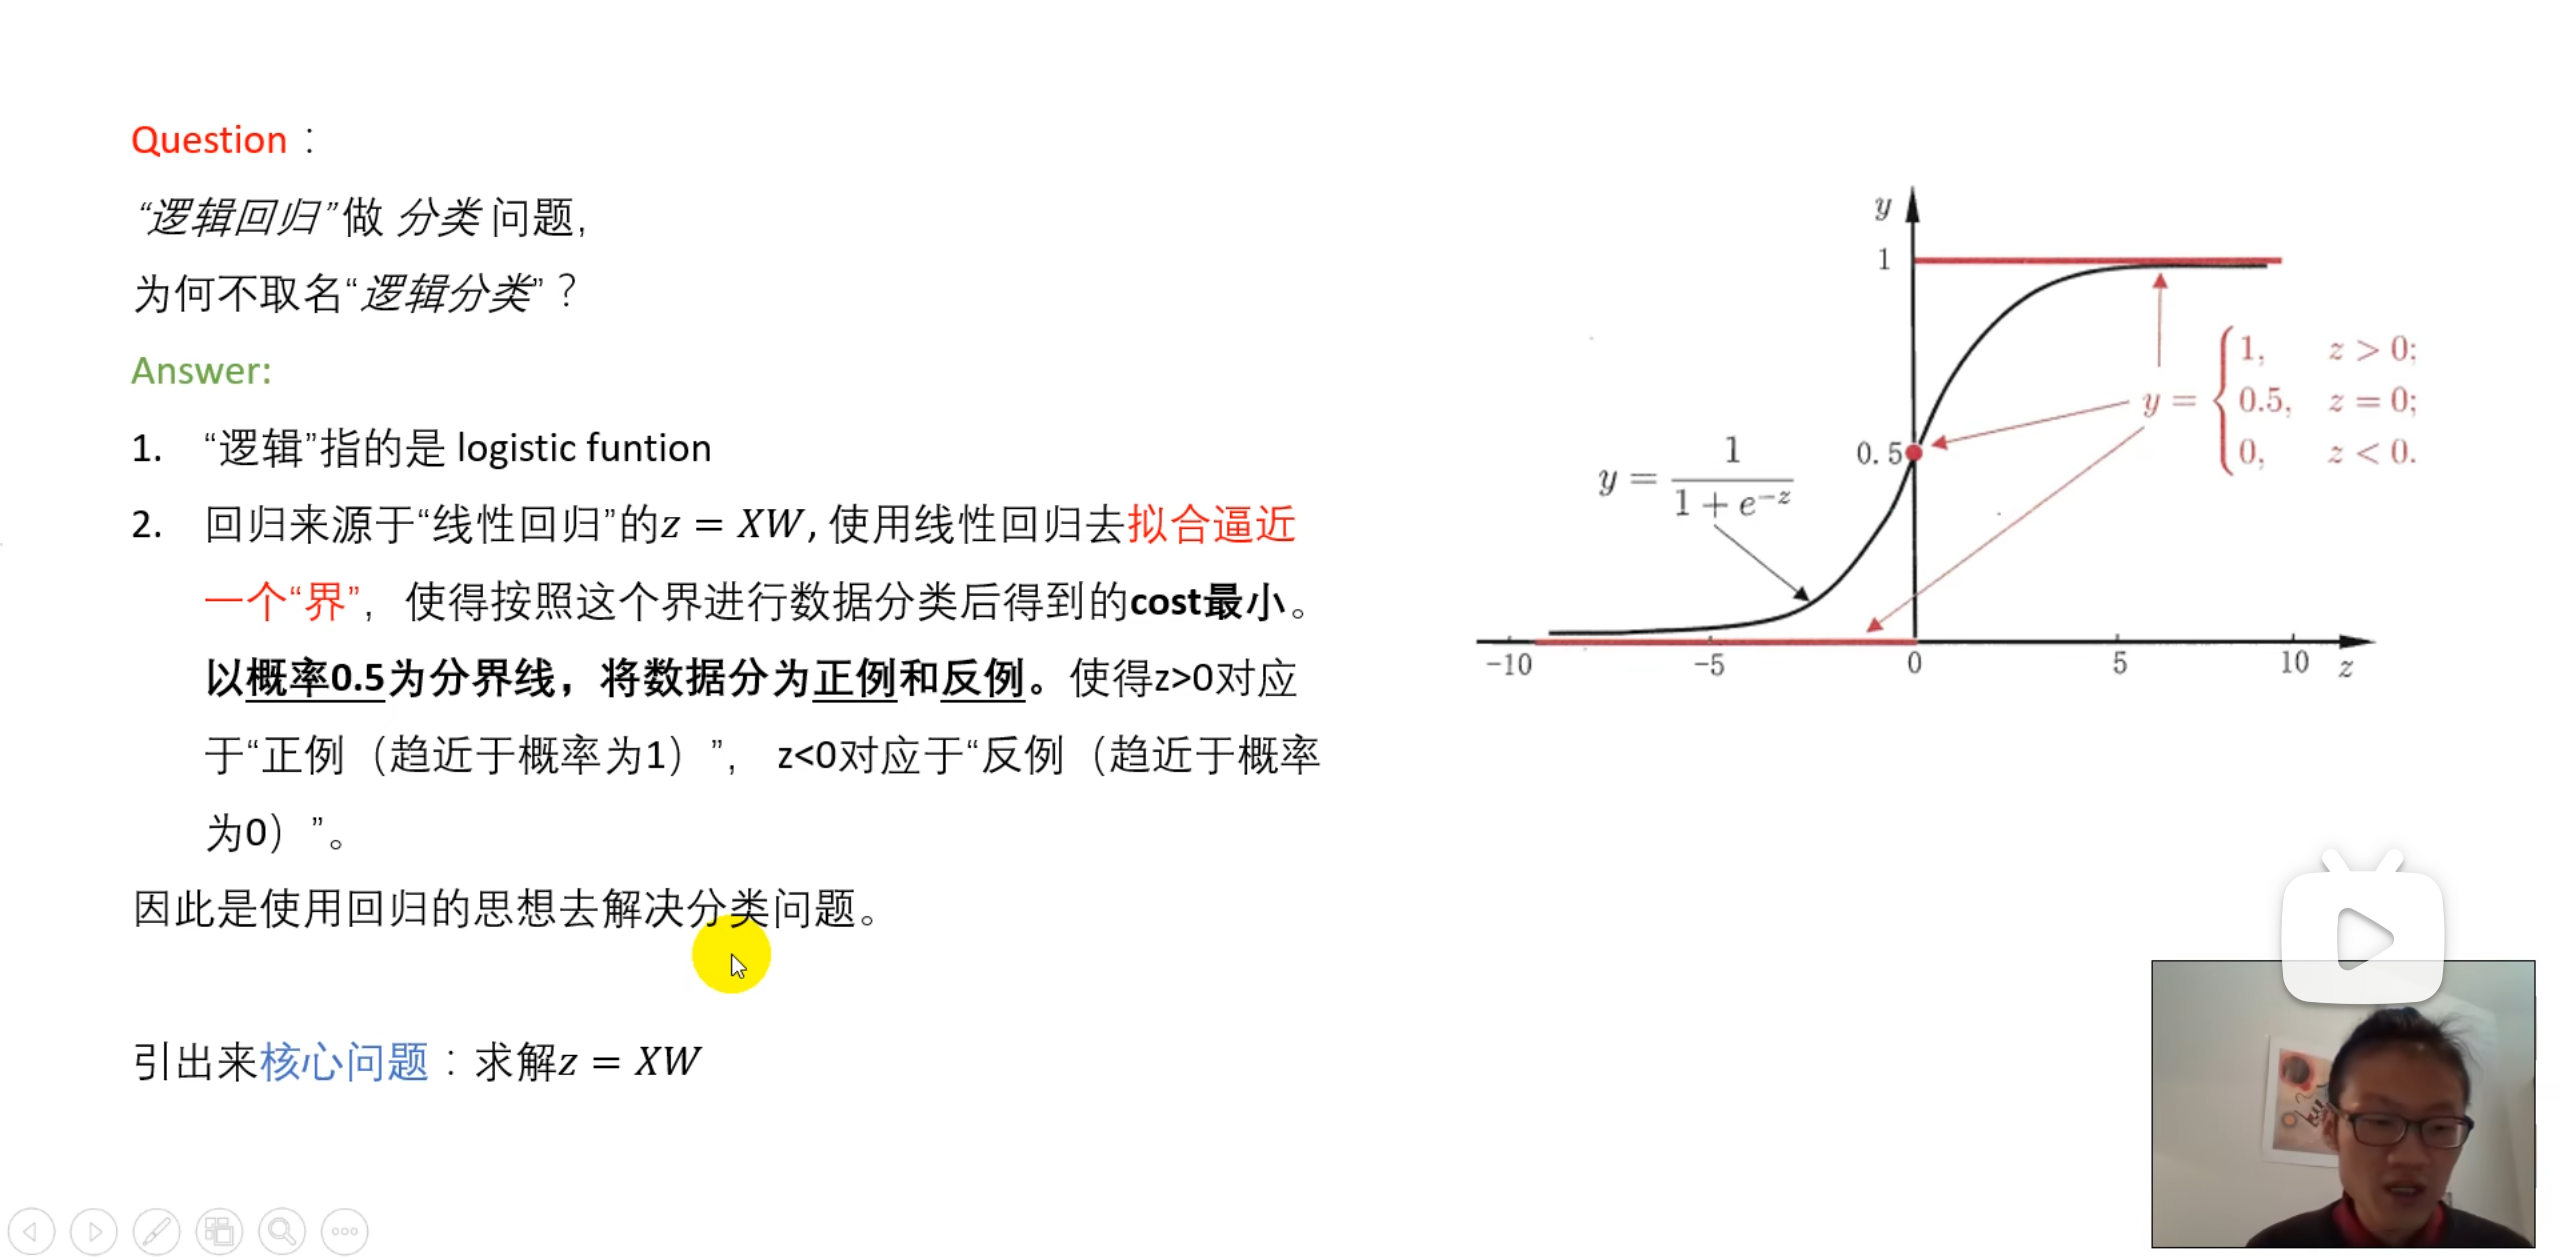 Question：
“逻辑回归”做 分类 问题,
为何不取名“逻辑分类”？
Answer:
1. “逻辑”指的是 logistic funtion
2. 回归来源于“线性回归”的z = XW, 使用线性回归去拟合逼近
一个“界”，使得按照这个界进行数据分类后得到的cost最小。
以概率0.5为分界线，将数据分为正例和反例。使得z>0对应
于“正例（趋近于概率为1）”， z<0对应于“反例（趋近于概率
为0）”。
因此是使用回归的思想去解决分类问题。
引出来核心问题：求解z = XW
y
1
0.5
y = 1 / (1 + e^{-z})
y = { 1, z > 0;
0.5, z = 0;
0, z < 0.
-10 -5 0 5 10 z